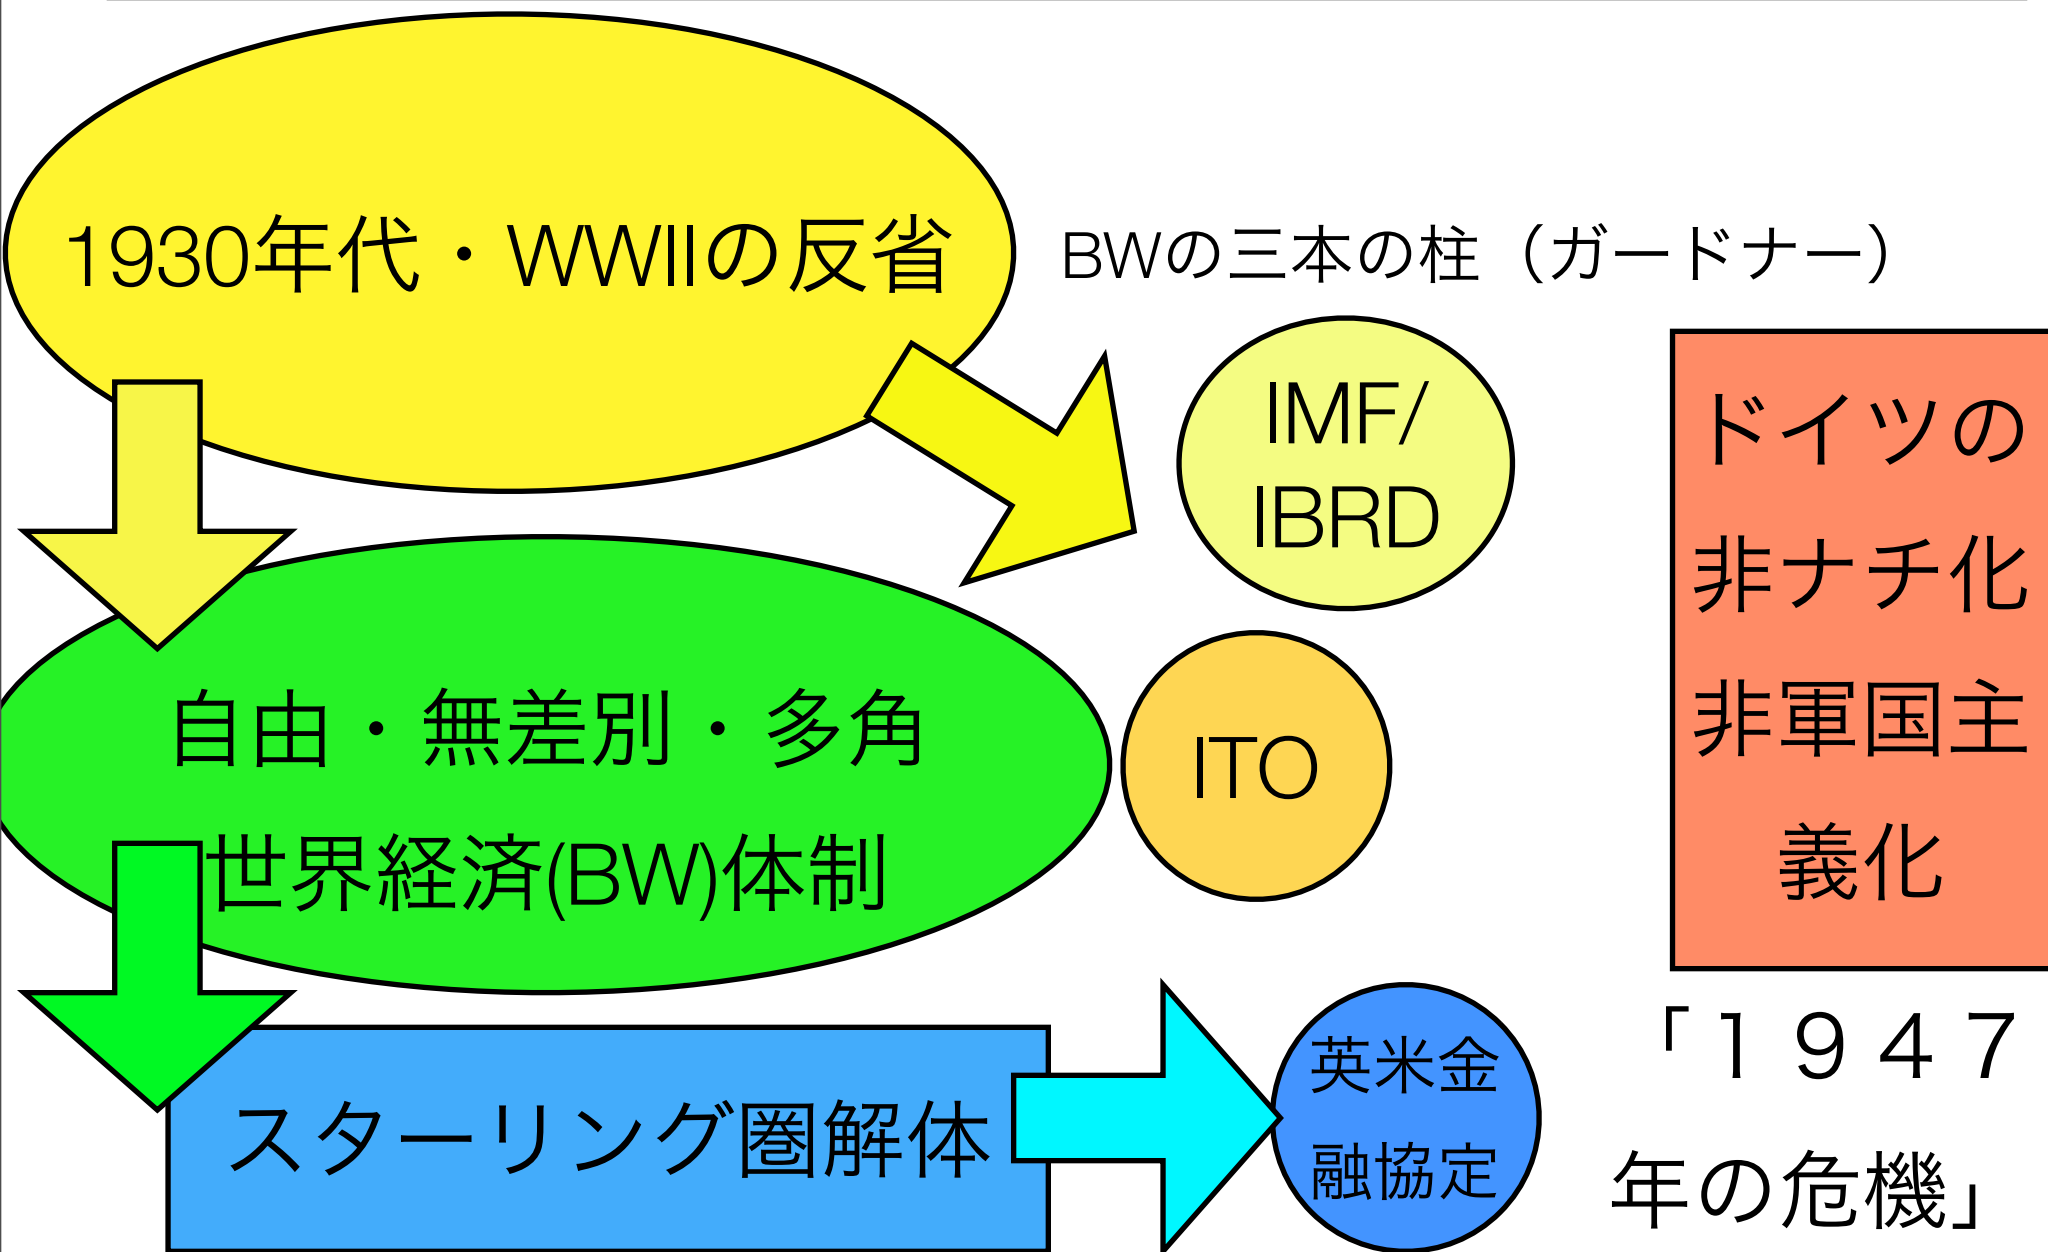 1930年代・WWIIの反省
BWの三本の柱（ガードナー）
IMF/
IBRD
ドイツの
非ナチ化
非軍国主
義化
自由・無差別・多角
世界経済(BW)体制
ITO
スターリング圏解体
英米金
融協定
「１９４７
年の危機」